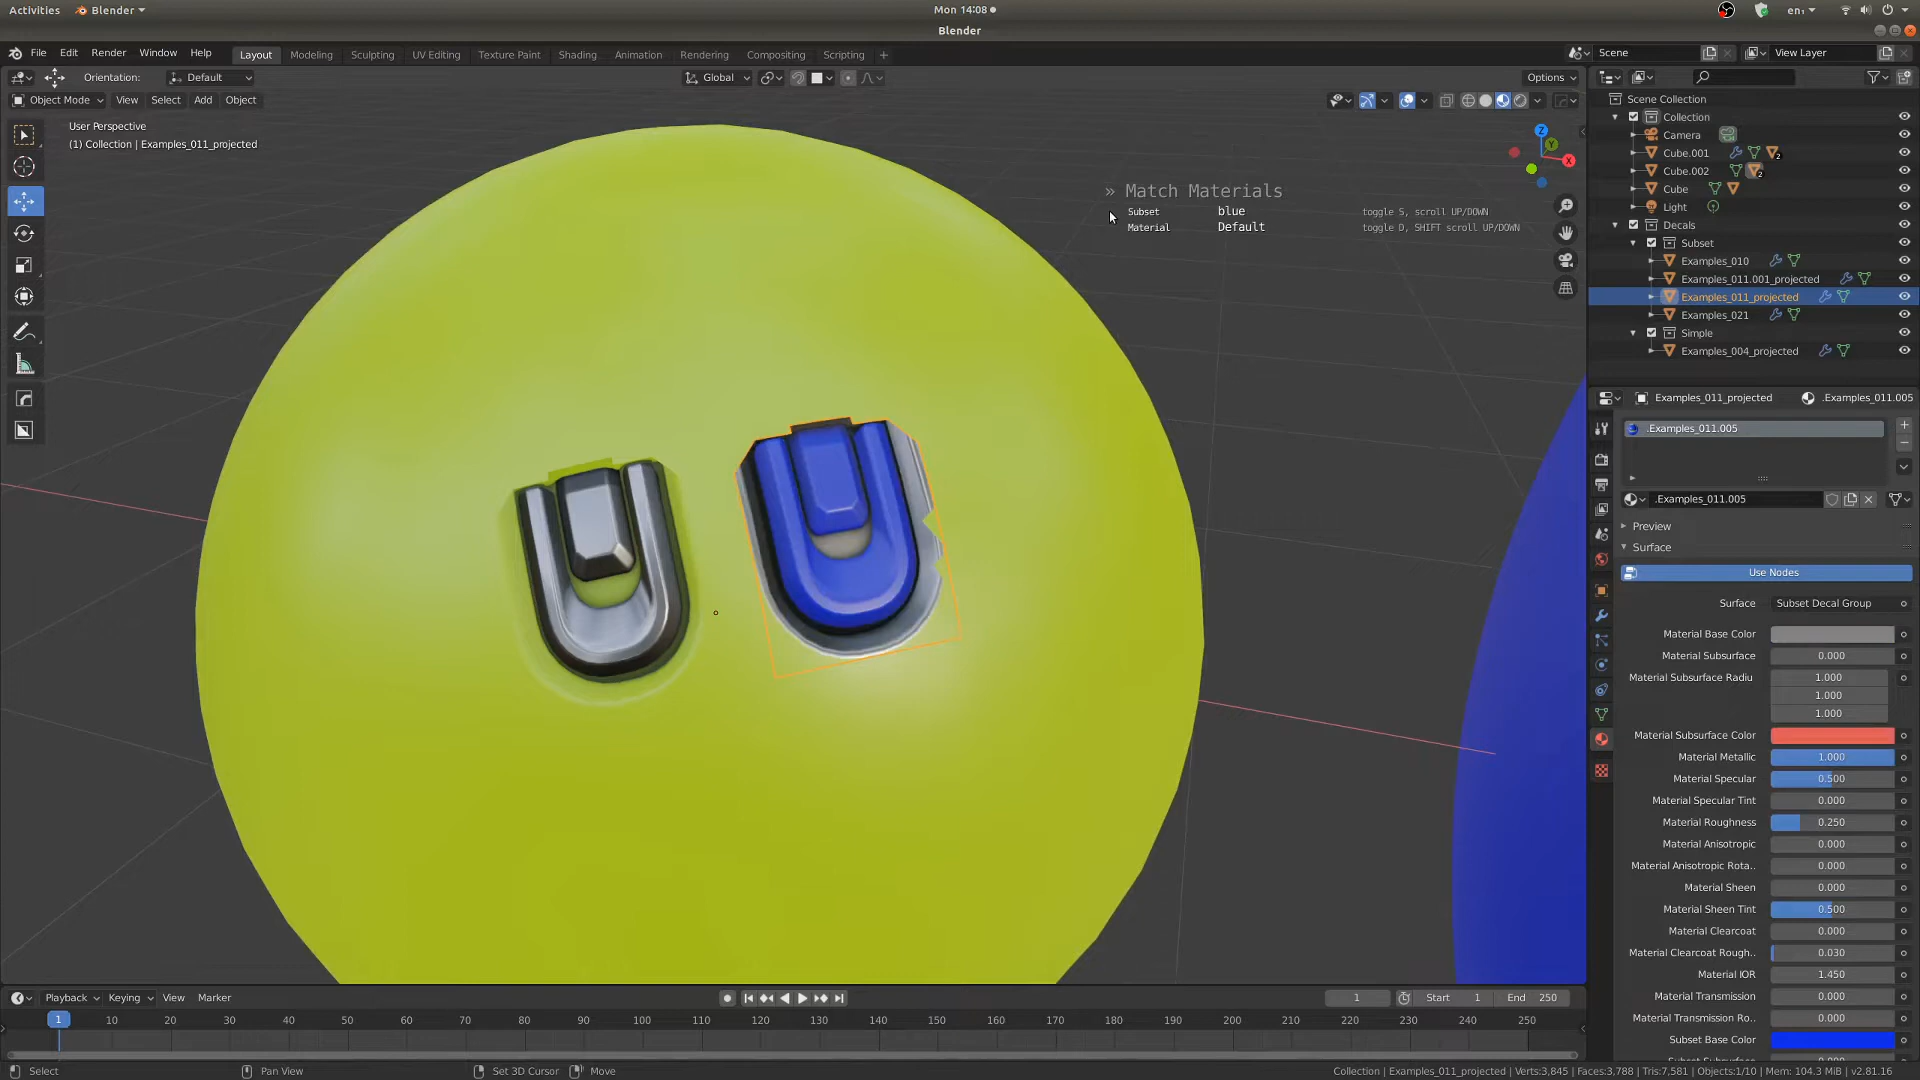 Activities
Blender
Mon 14:08
en₁
Blender
File Edit Render Window Help
Layout Modeling Sculpting UV Editing Texture Paint Shading Animation Rendering Compositing Scripting +
Scene
View Layer
Orientation: Default
Global
Options
Object Mode View Select Add Object
User Perspective
(1) Collection | Examples_011_projected
» Match Materials
Subset blue toggle S, scroll UP/DOWN
Material Default toggle D, SHIFT scroll UP/DOWN
Z
Y
X
Scene Collection
Collection
Camera
Cube.001 2
Cube.002 2
Cube
Light
Decals
Subset
Examples_010
Examples_011.001_projected
Examples_011_projected
Examples_021
Simple
Examples_004_projected
Examples_011_projected .Examples_011.005
.Examples_011.005
.Examples_011.005
Preview
Surface
Use Nodes
Surface Subset Decal Group
Material Base Color
Material Subsurface 0.000
Material Subsurface Radiu 1.000
1.000
1.000
Material Subsurface Color
Material Metallic 1.000
Material Specular 0.500
Material Specular Tint 0.000
Material Roughness 0.250
Material Anisotropic 0.000
Material Anisotropic Rota.. 0.000
Material Sheen 0.000
Material Sheen Tint 0.500
Material Clearcoat 0.000
Material Clearcoat Rough.. 0.030
Material IOR 1.450
Material Transmission 0.000
Material Transmission Ro.. 0.000
Subset Base Color
Playback Keying View Marker
1 Start 1 End 250
1 10 20 30 40 50 60 70 80 90 100 110 120 130 140 150 160 170 180 190 200 210 220 230 240 250
Select Pan View Set 3D Cursor Move
Collection | Examples_011_projected | Verts:3,845 | Faces:3,788 | Tris:7,581 | Objects:1/10 | Mem: 104.3 MiB | v2.81.16